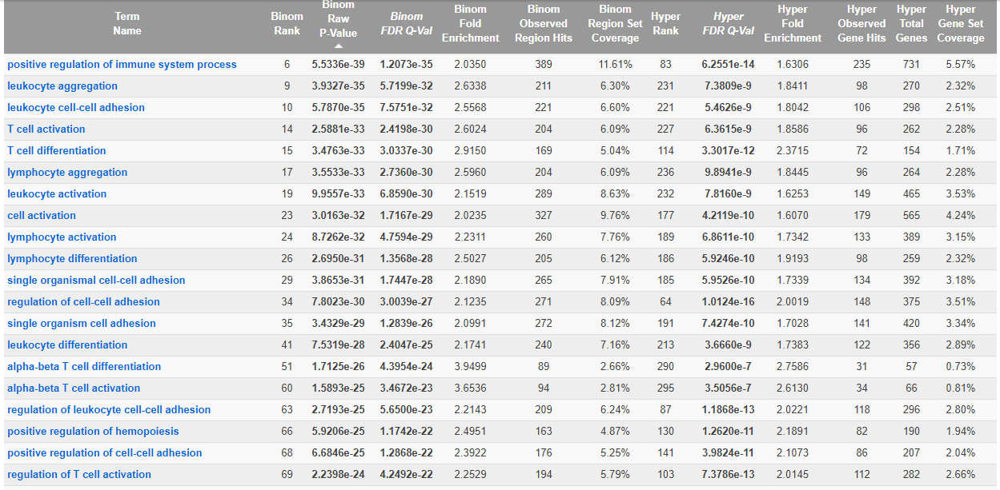 Term Name Binom Rank Binom Raw P-Value Binom FDR Q-Val Binom Fold Enrichment Binom Observed Region Hits Binom Region Set Coverage Hyper Rank Hyper FDR Q-Val Hyper Fold Enrichment Hyper Observed Gene Hits Hyper Total Genes Hyper Gene Set Coverage
positive regulation of immune system process 6 5.5336e-39 1.2073e-35 2.0350 389 11.61% 83 6.2551e-14 1.6306 235 731 5.57%
leukocyte aggregation 9 3.9327e-35 5.7199e-32 2.6338 211 6.30% 231 7.3809e-9 1.8411 98 270 2.32%
leukocyte cell-cell adhesion 10 5.7870e-35 7.5751e-32 2.5568 221 6.60% 221 5.4626e-9 1.8042 106 298 2.51%
T cell activation 14 2.5881e-33 2.4198e-30 2.6024 204 6.09% 227 6.3615e-9 1.8586 96 262 2.28%
T cell differentiation 15 3.4763e-33 3.0337e-30 2.9150 169 5.04% 114 3.3017e-12 2.3715 72 154 1.71%
lymphocyte aggregation 17 3.5533e-33 2.7360e-30 2.5960 204 6.09% 236 9.8941e-9 1.8445 96 264 2.28%
leukocyte activation 19 9.9557e-33 6.8590e-30 2.1519 289 8.63% 232 7.8160e-9 1.6253 149 465 3.53%
cell activation 23 3.0163e-32 1.7167e-29 2.0235 327 9.76% 177 4.2119e-10 1.6070 179 565 4.24%
lymphocyte activation 24 8.7262e-32 4.7594e-29 2.2311 260 7.76% 189 6.8611e-10 1.7342 133 389 3.15%
lymphocyte differentiation 26 2.6950e-31 1.3568e-28 2.5027 205 6.12% 186 5.9246e-10 1.9193 98 259 2.32%
single organismal cell-cell adhesion 29 3.8653e-31 1.7447e-28 2.1890 265 7.91% 185 5.9526e-10 1.7339 134 392 3.18%
regulation of cell-cell adhesion 34 7.8023e-30 3.0039e-27 2.1235 271 8.09% 64 1.0124e-16 2.0019 148 375 3.51%
single organism cell adhesion 35 3.4329e-29 1.2839e-26 2.0991 272 8.12% 191 7.4274e-10 1.7028 141 420 3.34%
leukocyte differentiation 41 7.5319e-28 2.4047e-25 2.1741 240 7.16% 213 3.6660e-9 1.7383 122 356 2.89%
alpha-beta T cell differentiation 51 1.7125e-26 4.3954e-24 3.9499 89 2.66% 290 2.9600e-7 2.7586 31 57 0.73%
alpha-beta T cell activation 60 1.5893e-25 3.4672e-23 3.6536 94 2.81% 295 3.5056e-7 2.6130 34 66 0.81%
regulation of leukocyte cell-cell adhesion 63 2.7193e-25 5.6500e-23 2.2143 209 6.24% 87 1.1868e-13 2.0221 118 296 2.80%
positive regulation of hemopoiesis 66 5.9206e-25 1.1742e-22 2.4951 163 4.87% 130 1.2620e-11 2.1891 82 190 1.94%
positive regulation of cell-cell adhesion 68 6.6846e-25 1.2868e-22 2.3922 176 5.25% 141 3.9824e-11 2.1073 86 207 2.04%
regulation of T cell activation 69 2.2398e-24 4.2492e-22 2.2529 194 5.79% 103 7.3786e-13 2.0145 112 282 2.66%